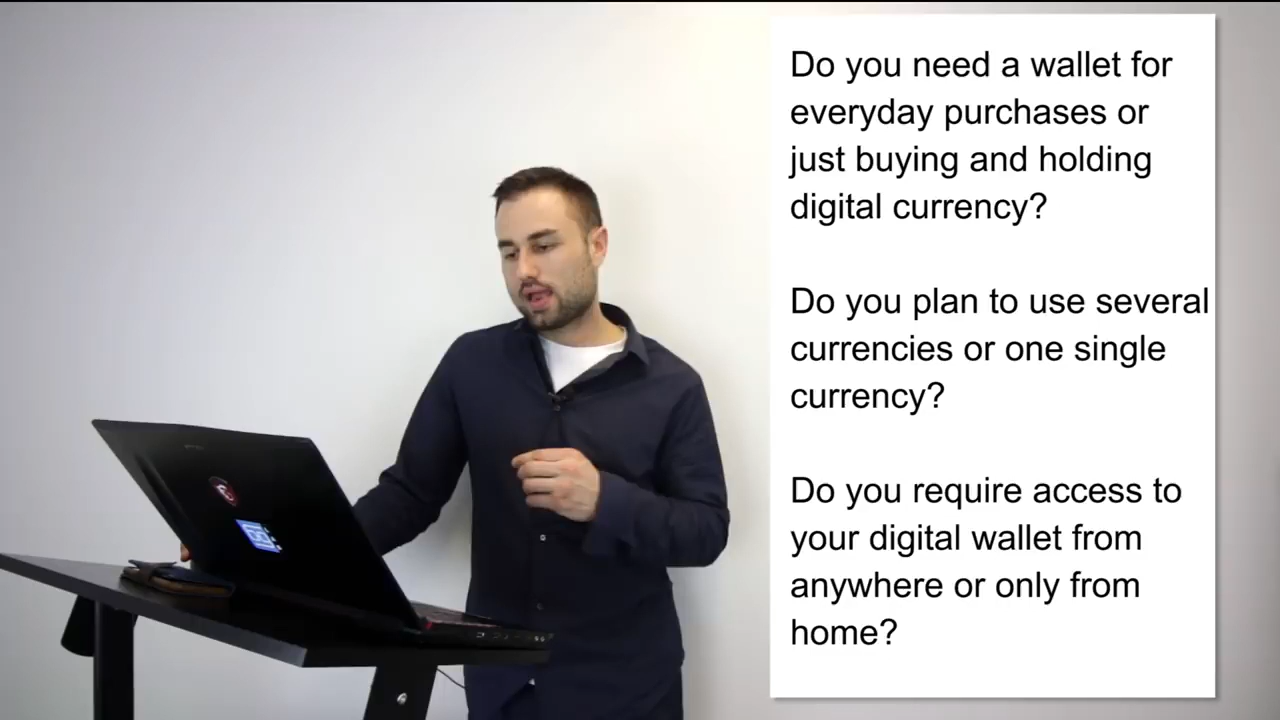 Do you need a wallet for
everyday purchases or
just buying and holding
digital currency?
Do you plan to use several
currencies or one single
currency?
Do you require access to
your digital wallet from
anywhere or only from
home?